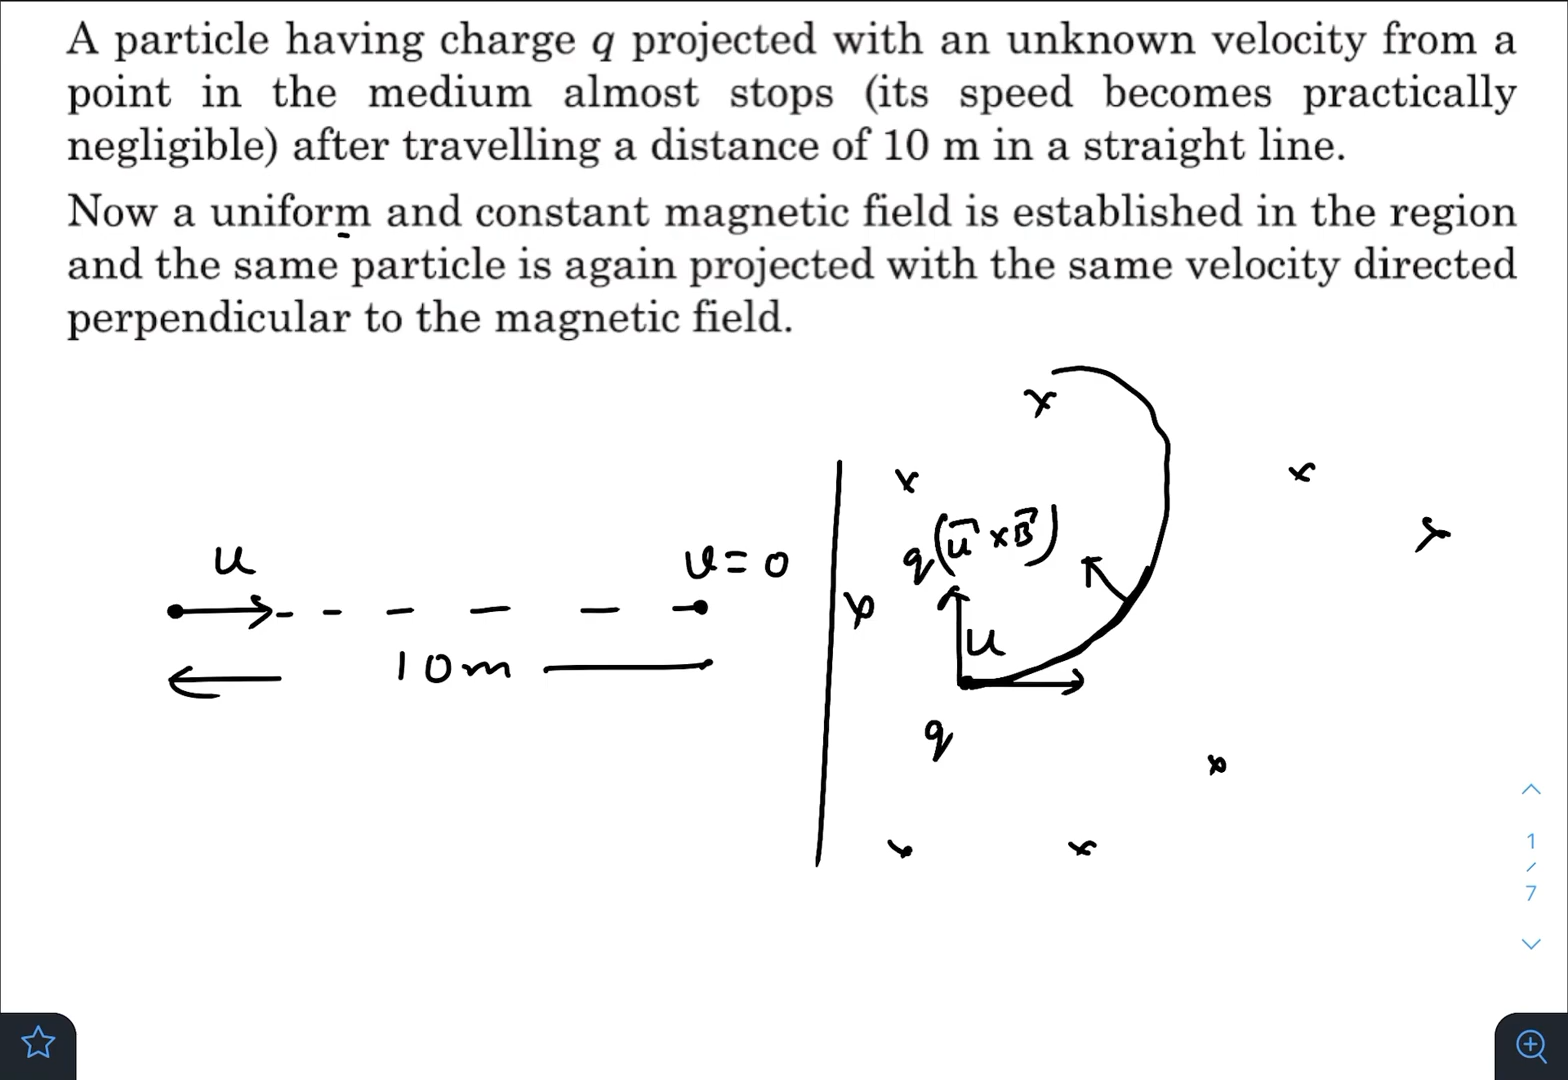 A particle having charge q projected with an unknown velocity from a
point in the medium almost stops (its speed becomes practically
negligible) after travelling a distance of 10 m in a straight line.
Now a uniform and constant magnetic field is established in the region
and the same particle is again projected with the same velocity directed
perpendicular to the magnetic field.
x
x
x
q(u⃗ × B⃗)
x
u
v = 0
x
u
10m
q
x
x
x
1
/
7